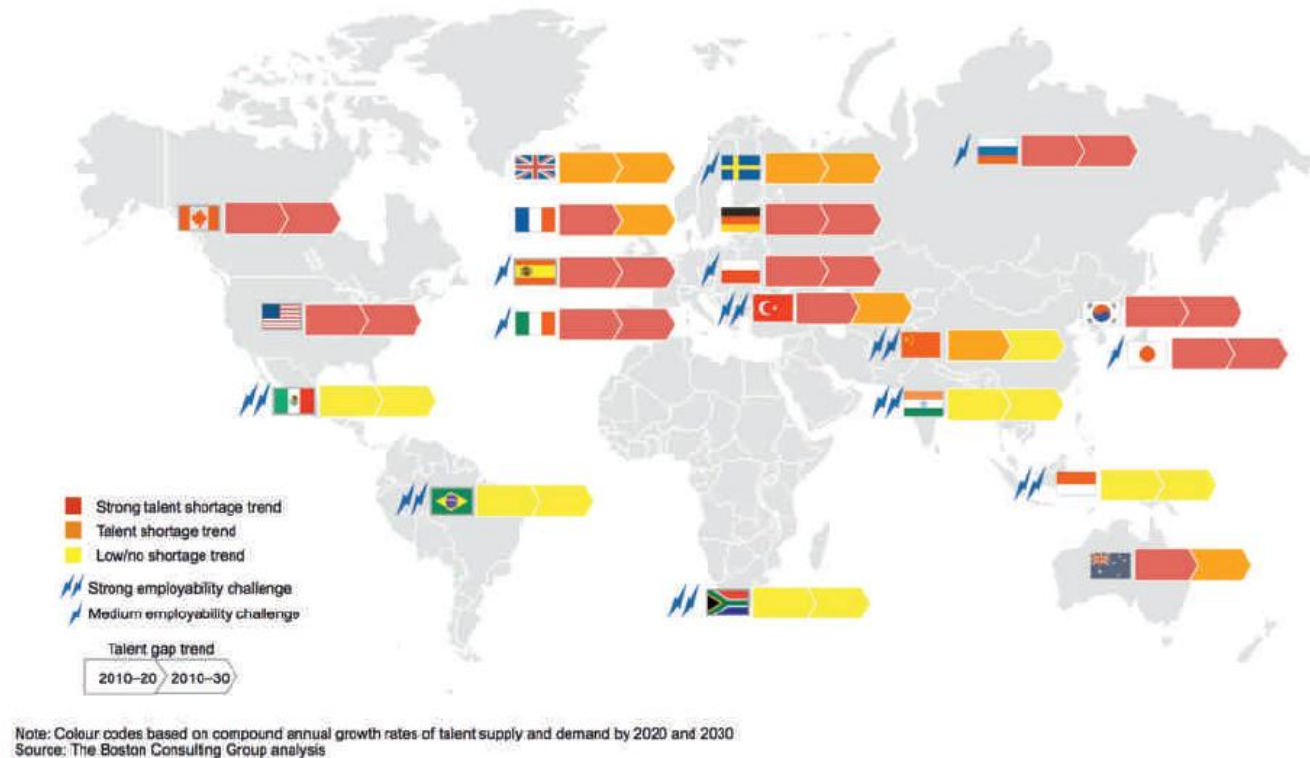 Strong talent shortage trend
Talent shortage trend
Low/no shortage trend
Strong employability challenge
Medium employability challenge
Talent gap trend
2010–20 2010–30
Note: Colour codes based on compound annual growth rates of talent supply and demand by 2020 and 2030
Source: The Boston Consulting Group analysis